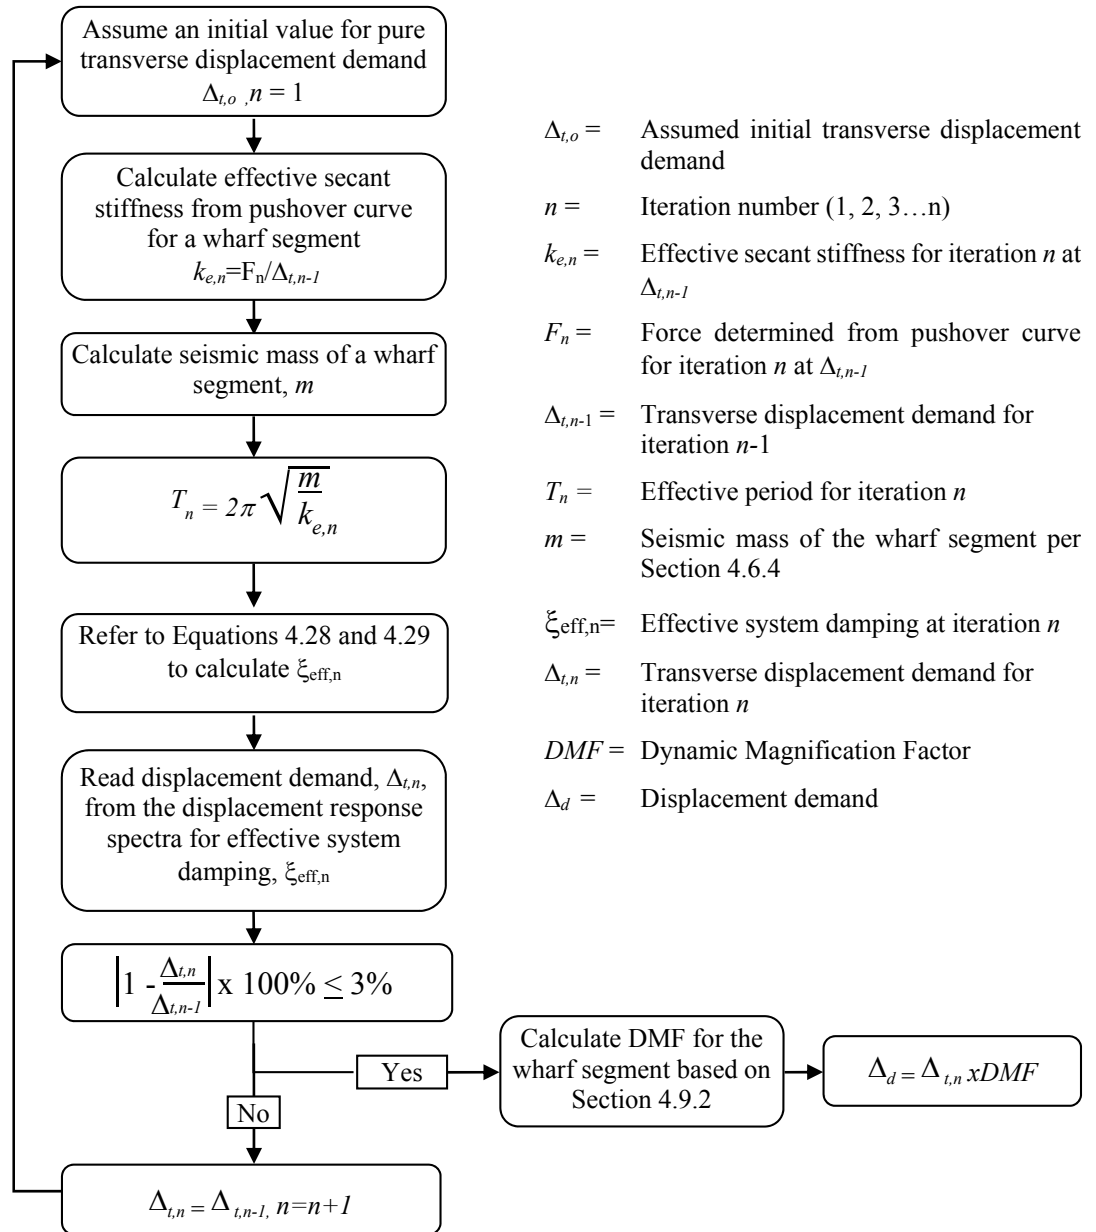 Assume an initial value for pure
transverse displacement demand
Δt,o ,n = 1
Calculate effective secant
stiffness from pushover curve
for a wharf segment
ke,n=Fn/Δt,n-1
Calculate seismic mass of a wharf
segment, m
Tn = 2π √(m/ke,n)
Refer to Equations 4.28 and 4.29
to calculate ξeff,n
Read displacement demand, Δt,n,
from the displacement response
spectra for effective system
damping, ξeff,n
|1 - Δt,n/Δt,n-1| x 100% ≤ 3%
Yes
No
Calculate DMF for the
wharf segment based on
Section 4.9.2
Δd = Δt,n xDMF
Δt,n = Δt,n-1, n=n+1
Δt,o = Assumed initial transverse displacement
demand
n = Iteration number (1, 2, 3…n)
ke,n = Effective secant stiffness for iteration n at
Δt,n-1
Fn = Force determined from pushover curve
for iteration n at Δt,n-1
Δt,n-1 = Transverse displacement demand for
iteration n-1
Tn = Effective period for iteration n
m = Seismic mass of the wharf segment per
Section 4.6.4
ξeff,n= Effective system damping at iteration n
Δt,n = Transverse displacement demand for
iteration n
DMF = Dynamic Magnification Factor
Δd = Displacement demand